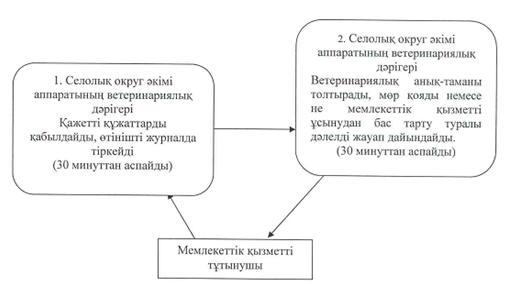 1. Селолық округ әкімі
аппаратының ветеринариялық
дәрігері
Қажетті құжаттарды
қабылдайды, өтінішті журналда
тіркейді
(30 минуттан аспайды)
2. Селолық округ әкімі
аппаратының ветеринариялық
дәрігері
Ветеринариялық анық-таманы
толтырады, мөр қояды немесе
не мемлекеттік қызметті
ұсынудан бас тарту туралы
дәлелді жауап дайындайды.
(30 минуттан аспайды)
Мемлекеттік қызметті
тұтынушы